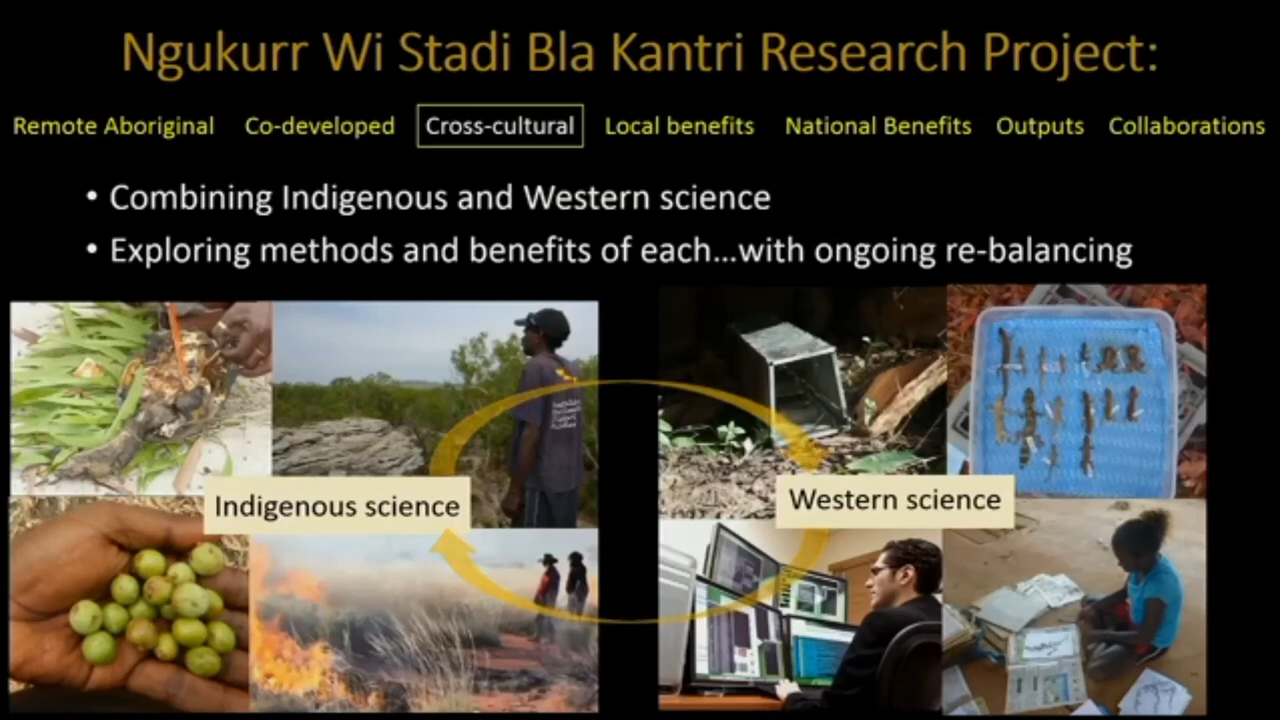 Ngukurr Wi Stadi Bla Kantri Research Project:
Remote Aboriginal Co-developed Cross-cultural Local benefits National Benefits Outputs Collaborations
• Combining Indigenous and Western science
• Exploring methods and benefits of each...with ongoing re-balancing
Indigenous science
Western science